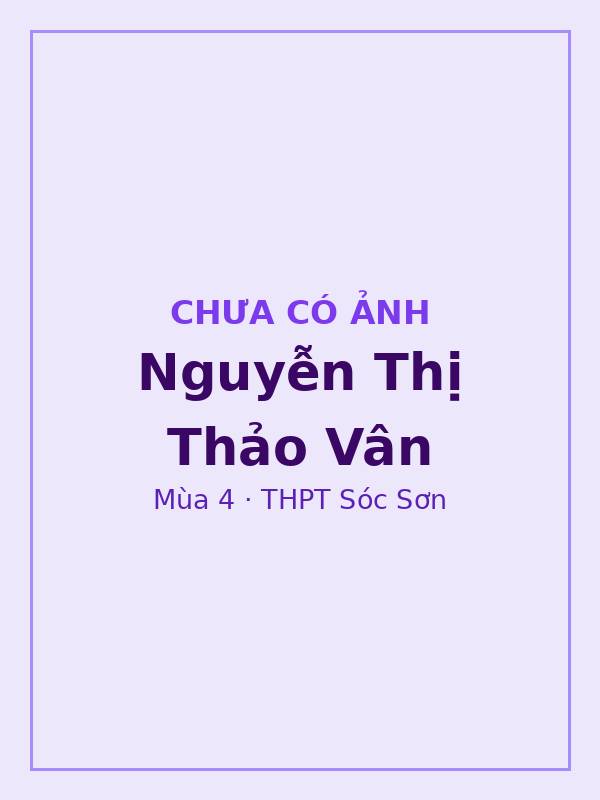 CHƯA CÓ ẢNH
Nguyễn Thị
Thảo Vân
Mùa 4 · THPT Sóc Sơn